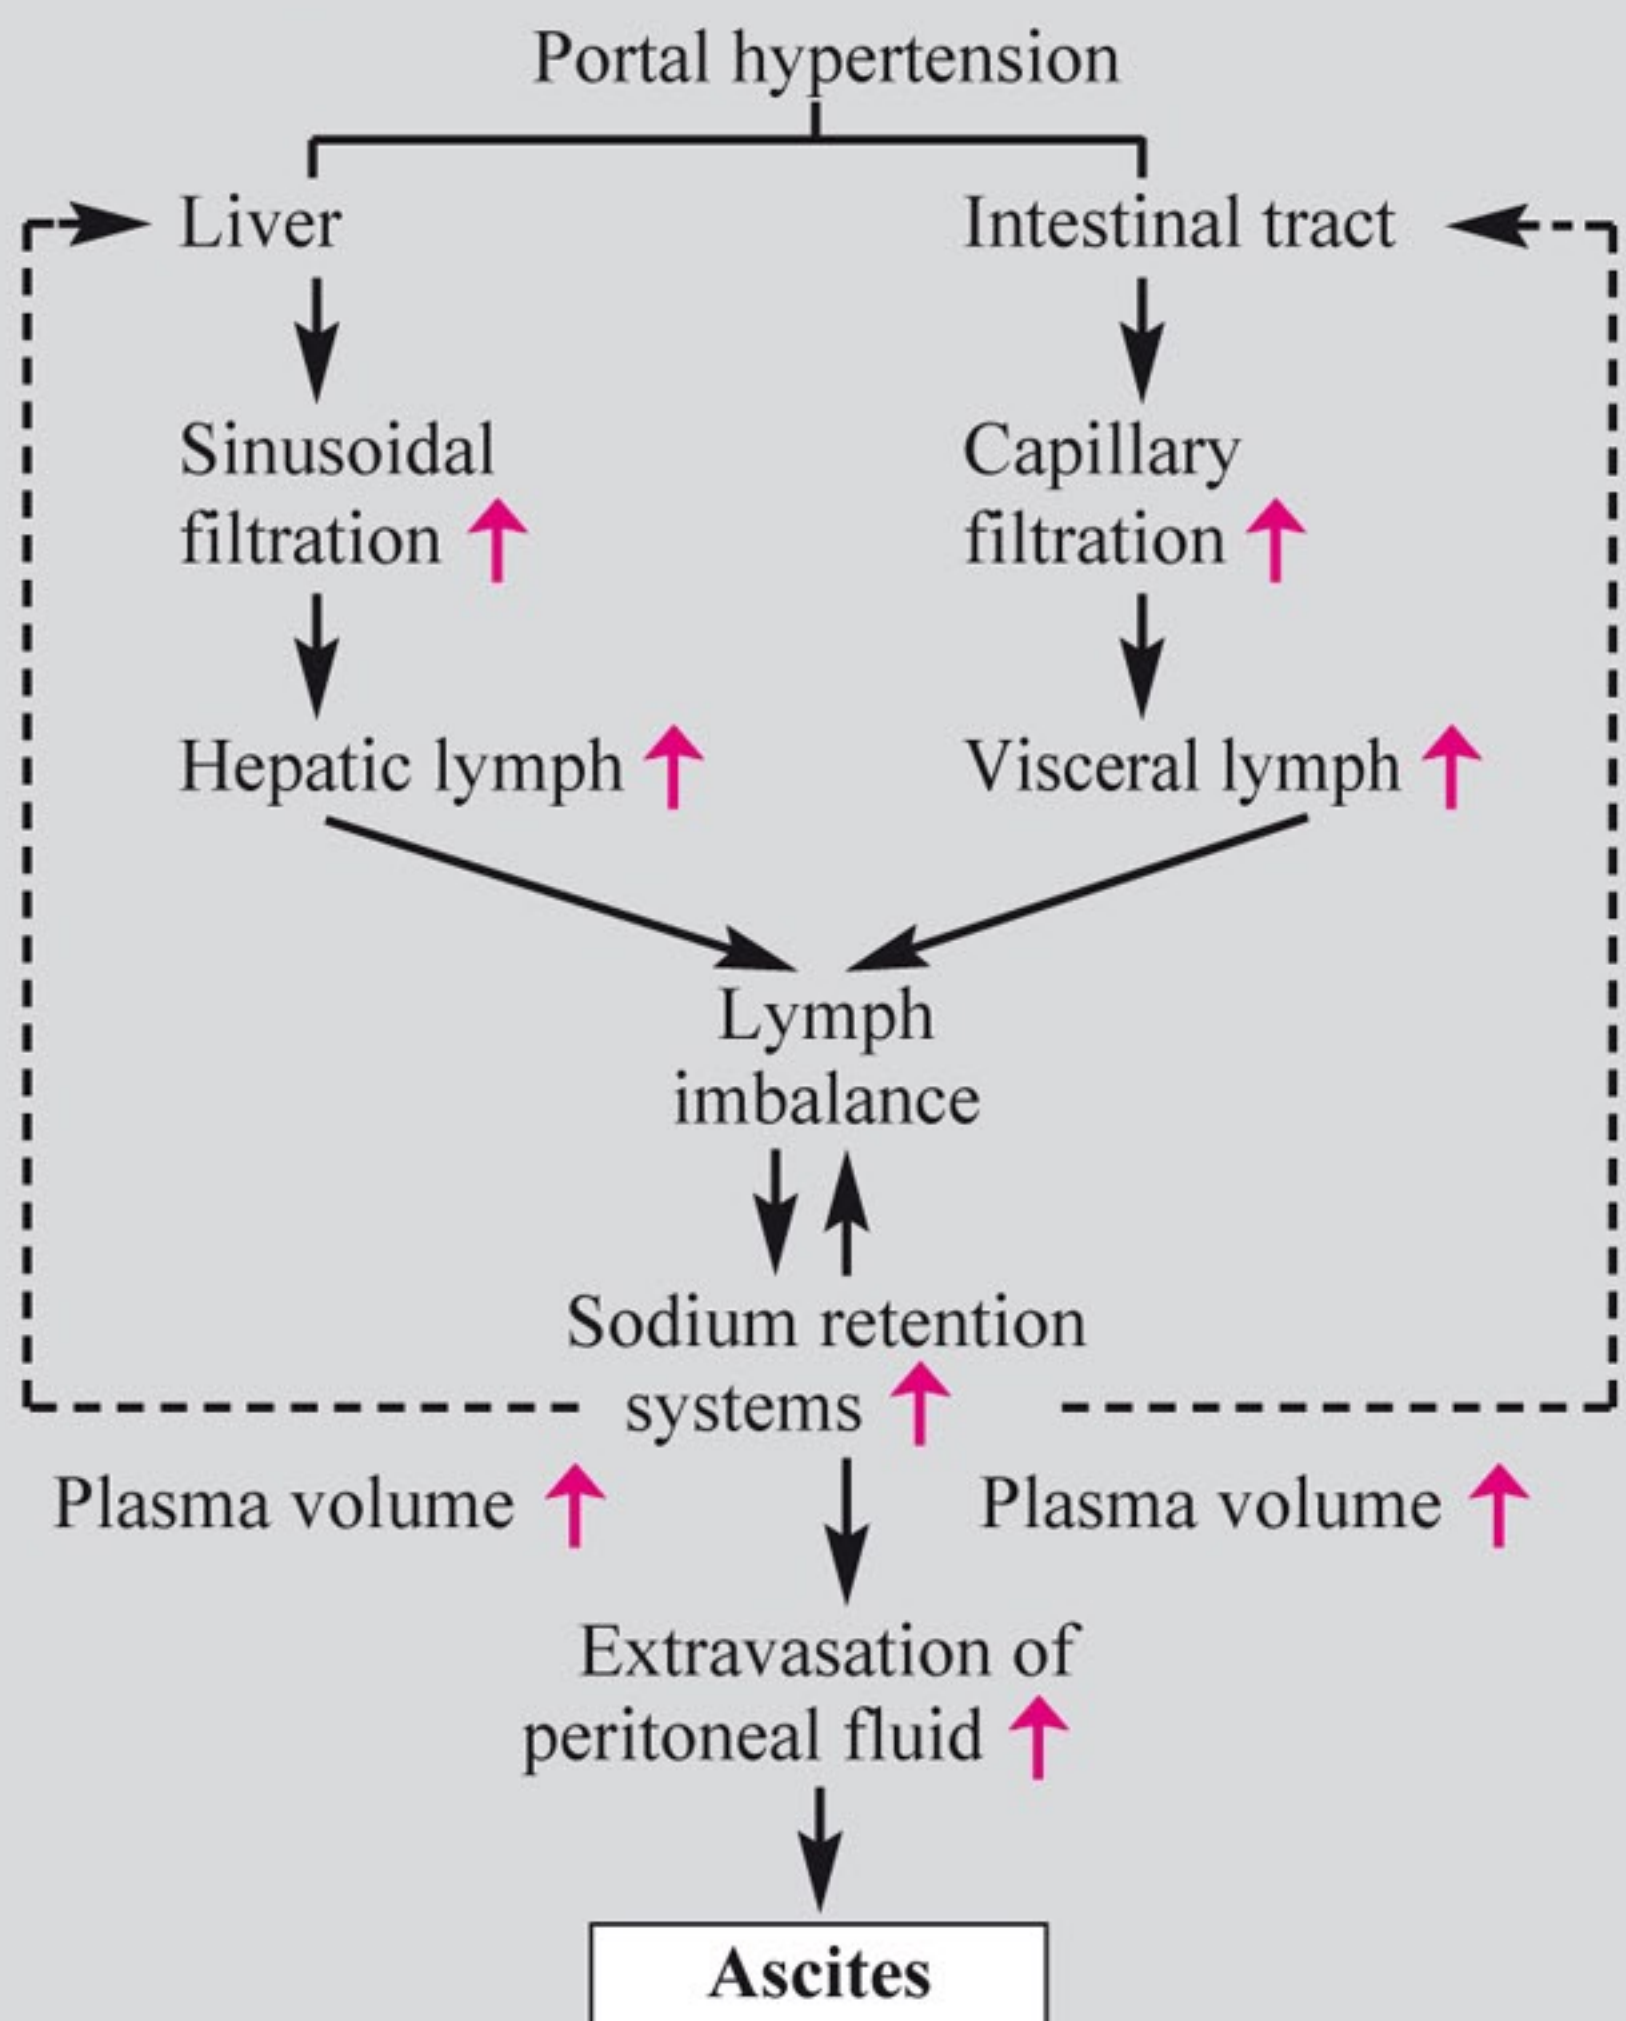 Portal hypertension
Liver
Intestinal tract
Sinusoidal
filtration
Capillary
filtration
Hepatic lymph
Visceral lymph
Lymph
imbalance
Sodium retention
systems
Plasma volume
Plasma volume
Extravasation of
peritoneal fluid
Ascites